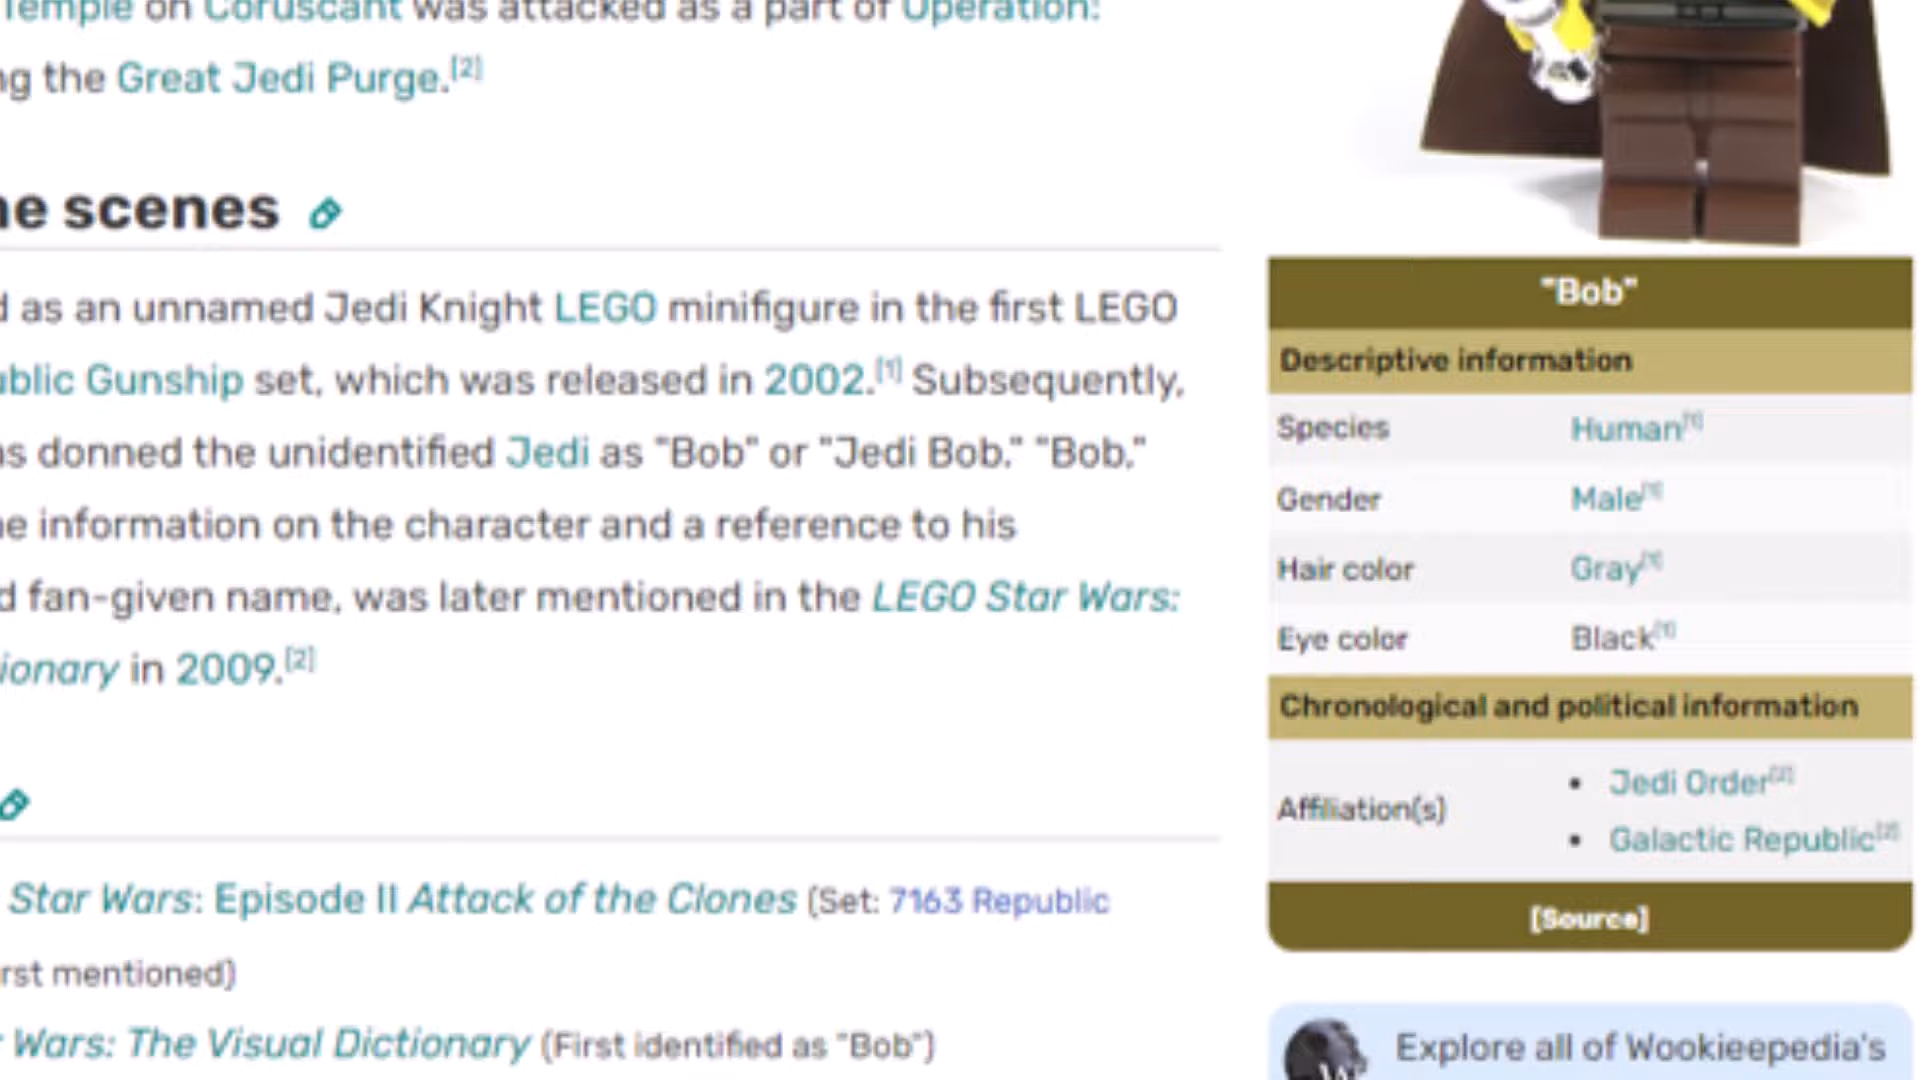 Temple on Coruscant was attacked as a part of Operation:
ng the Great Jedi Purge.[2]
ne scenes
d as an unnamed Jedi Knight LEGO minifigure in the first LEGO
ublic Gunship set, which was released in 2002.[1] Subsequently,
as donned the unidentified Jedi as "Bob" or "Jedi Bob." "Bob,"
ne information on the character and a reference to his
d fan-given name, was later mentioned in the LEGO Star Wars:
ionary in 2009.[2]
Star Wars: Episode II Attack of the Clones (Set: 7163 Republic
rst mentioned)
r Wars: The Visual Dictionary (First identified as "Bob")
"Bob"
Descriptive information
Species Human[1]
Gender Male[1]
Hair color Gray[1]
Eye color Black[1]
Chronological and political information
Affiliation(s)
• Jedi Order[2]
• Galactic Republic[2]
[Source]
Explore all of Wookieepedia's